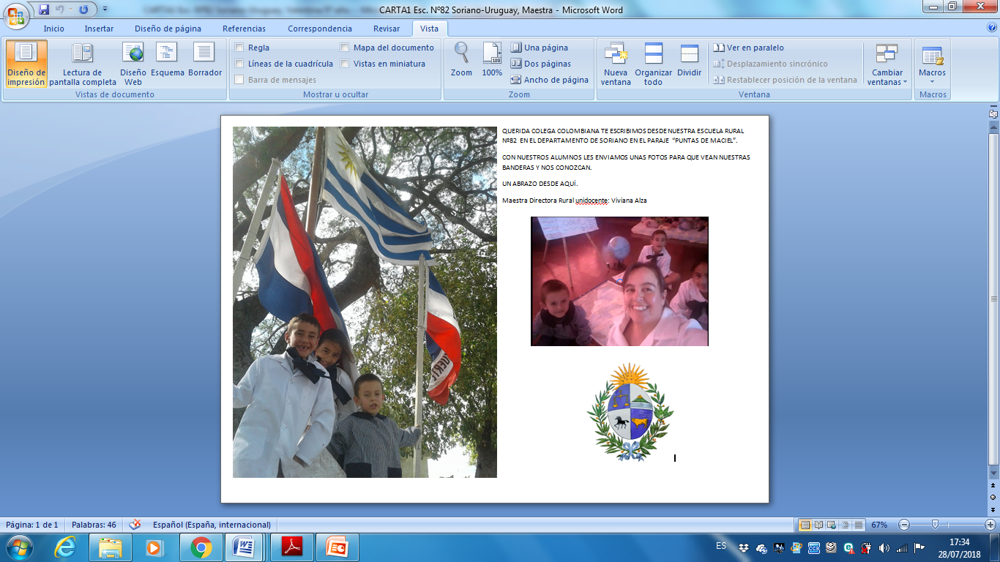 CARTA1 Esc. Nº82 Soriano-Uruguay, Maestra - Microsoft Word
Inicio Insertar Diseño de página Referencias Correspondencia Revisar Vista
Diseño de impresión
Lectura de pantalla completa
Diseño Web
Esquema
Borrador
Vistas de documento
Regla
Líneas de la cuadrícula
Barra de mensajes
Mapa del documento
Vistas en miniatura
Mostrar u ocultar
Zoom
100%
Una página
Dos páginas
Ancho de página
Zoom
Nueva ventana
Organizar todo
Dividir
Ver en paralelo
Desplazamiento sincrónico
Restablecer posición de la ventana
Cambiar ventanas
Ventana
Macros
Macros
QUERIDA COLEGA COLOMBIANA TE ESCRIBIMOS DESDE NUESTRA ESCUELA RURAL
Nº82 EN EL DEPARTAMENTO DE SORIANO EN EL PARAJE “PUNTAS DE MACIEL”.
CON NUESTROS ALUMNOS LES ENVIAMOS UNAS FOTOS PARA QUE VEAN NUESTRAS
BANDERAS Y NOS CONOZCAN.
UN ABRAZO DESDE AQUÍ.
Maestra Directora Rural unidocente: Viviana Alza
Página: 1 de 1 Palabras: 46 Español (España, internacional) 67%
ES
17:34
28/07/2018